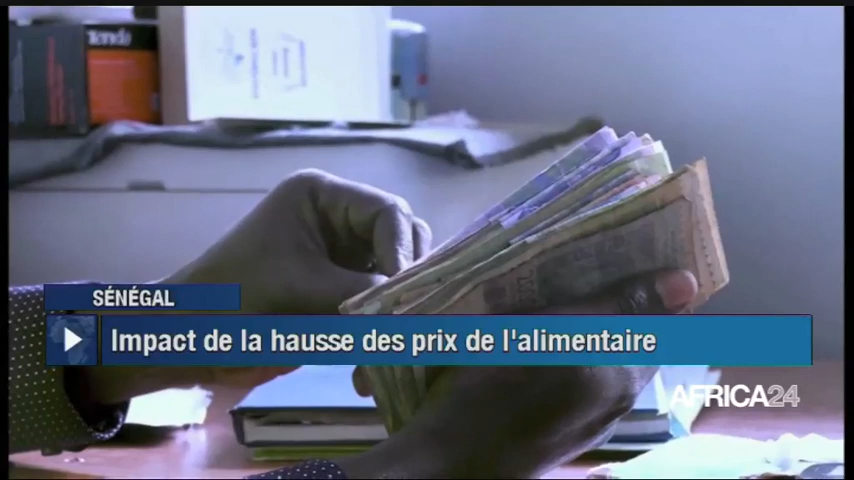 SÉNÉGAL
Impact de la hausse des prix de l'alimentaire
AFRICA24